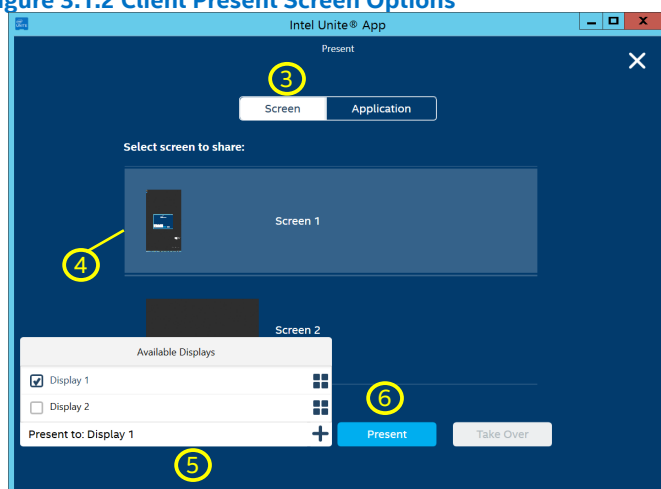 Figure 3.1.2 Client Present Screen Options
Intel Unite® App
Present
3
Screen Application
Select screen to share:
Screen 1
4
Screen 2
Available Displays
Display 1
Display 2
6
Present to: Display 1
Present
Take Over
5